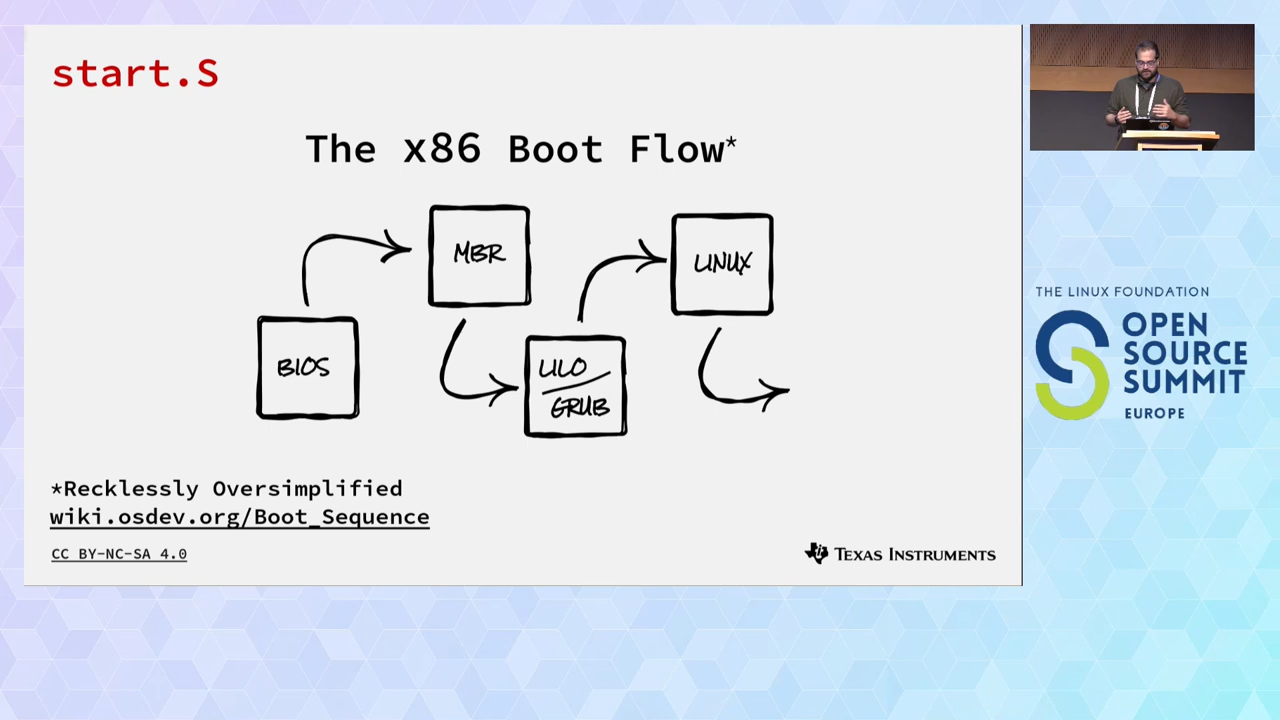 start.S
The x86 Boot Flow*
MBR
LINUX
BIOS
LILO
GRUB
*Recklessly Oversimplified
wiki.osdev.org/Boot_Sequence
CC BY-NC-SA 4.0
TEXAS INSTRUMENTS
THE LINUX FOUNDATION
OPEN
SOURCE
SUMMIT
EUROPE